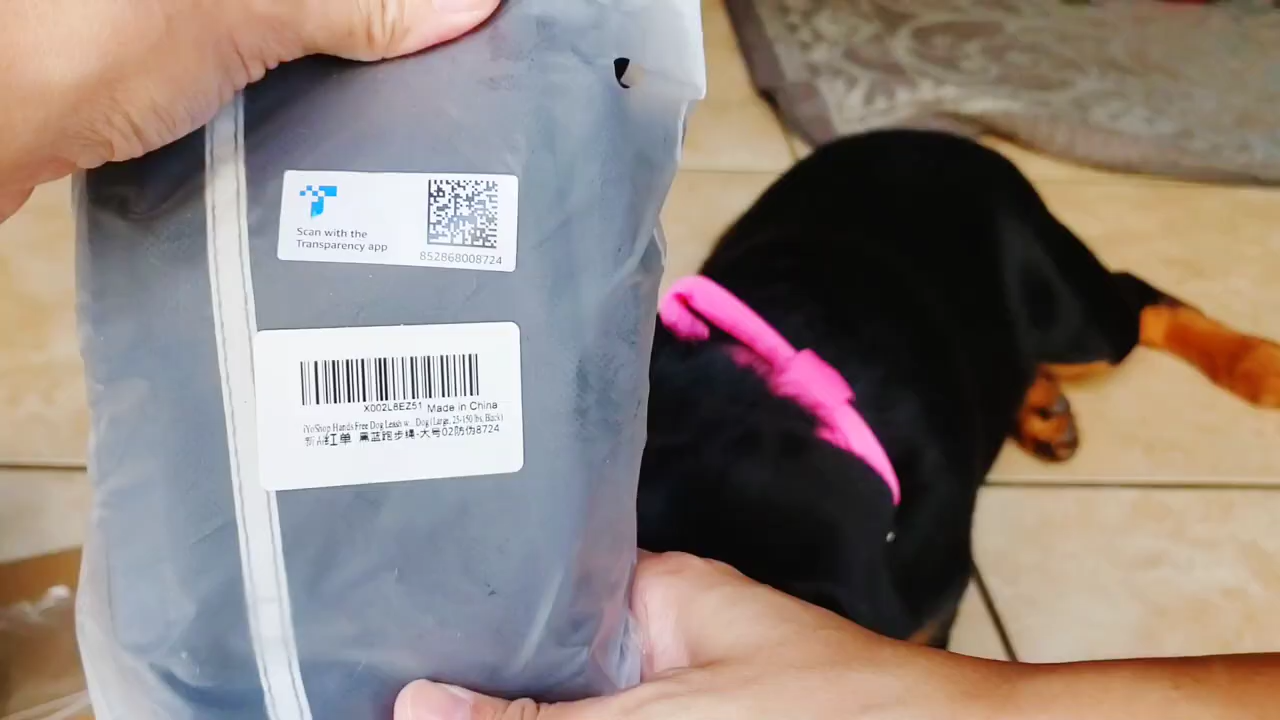 Scan with the
Transparency app
852868008724
X002L8EZ51 Made in China
iYoShop Hands Free Dog Leash w... Dog (Large, 25-150 lbs, Black)
红单 黑蓝跑步绳-大号02防伪8724